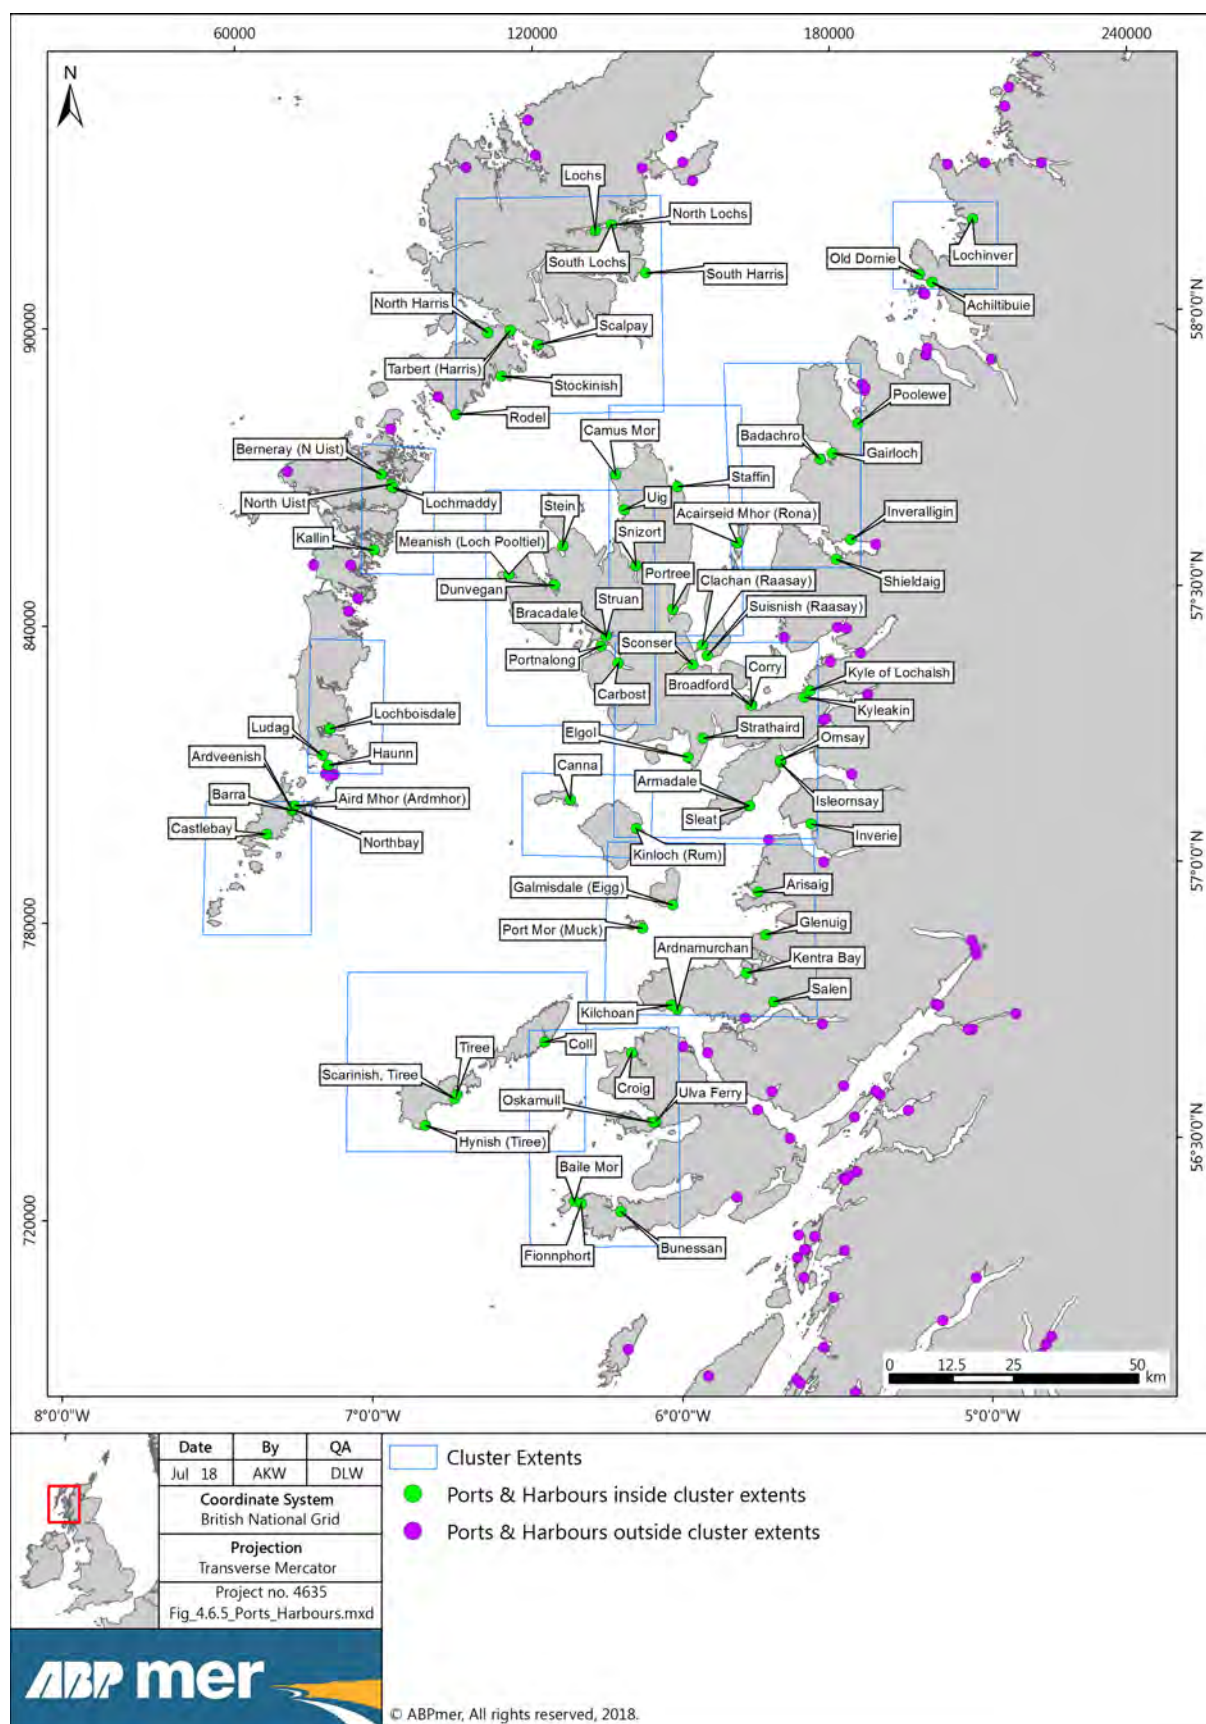 60000
120000
180000
240000
N
Lochs
North Lochs
South Lochs
South Harris
Old Dornie
Lochinver
Achiltibuie
North Harris
Scalpay
Tarbert (Harris)
Stockinish
Rodel
Poolewe
Camus Mor
Badachro
Gairloch
Berneray (N Uist)
Staffin
North Uist
Lochmaddy
Stein
Uig
Acairseid Mhor (Rona)
Inveralligin
Kallin
Meanish (Loch Pooltiel)
Snizort
Shieldaig
Dunvegan
Portree
Clachan (Raasay)
Bracadale
Struan
Suisnish (Raasay)
Portnalong
Sconser
Corry
Kyle of Lochalsh
Carbost
Broadford
Kyleakin
Lochboisdale
Strathaird
Ludag
Elgol
Ornsay
Haunn
Ardveenish
Canna
Armadale
Isleornsay
Barra
Aird Mhor (Ardmhor)
Sleat
Castlebay
Northbay
Inverie
Kinloch (Rum)
Galmisdale (Eigg)
Arisaig
Port Mor (Muck)
Glenuig
Ardnamurchan
Kentra Bay
Salen
Kilchoan
Tiree
Coll
Scarinish, Tiree
Croig
Ulva Ferry
Oskamull
Hynish (Tiree)
Baile Mor
Fionnphort
Bunessan
900000
840000
780000
720000
58°0'0"N
57°30'0"N
57°0'0"N
56°30'0"N
0 12.5 25 50
km
8°0'0"W
7°0'0"W
6°0'0"W
5°0'0"W
Date By QA
Jul 18 AKW DLW
Coordinate System
British National Grid
Projection
Transverse Mercator
Project no. 4635
Fig_4.6.5_Ports_Harbours.mxd
ABPmer
Cluster Extents
Ports & Harbours inside cluster extents
Ports & Harbours outside cluster extents
© ABPmer, All rights reserved, 2018.